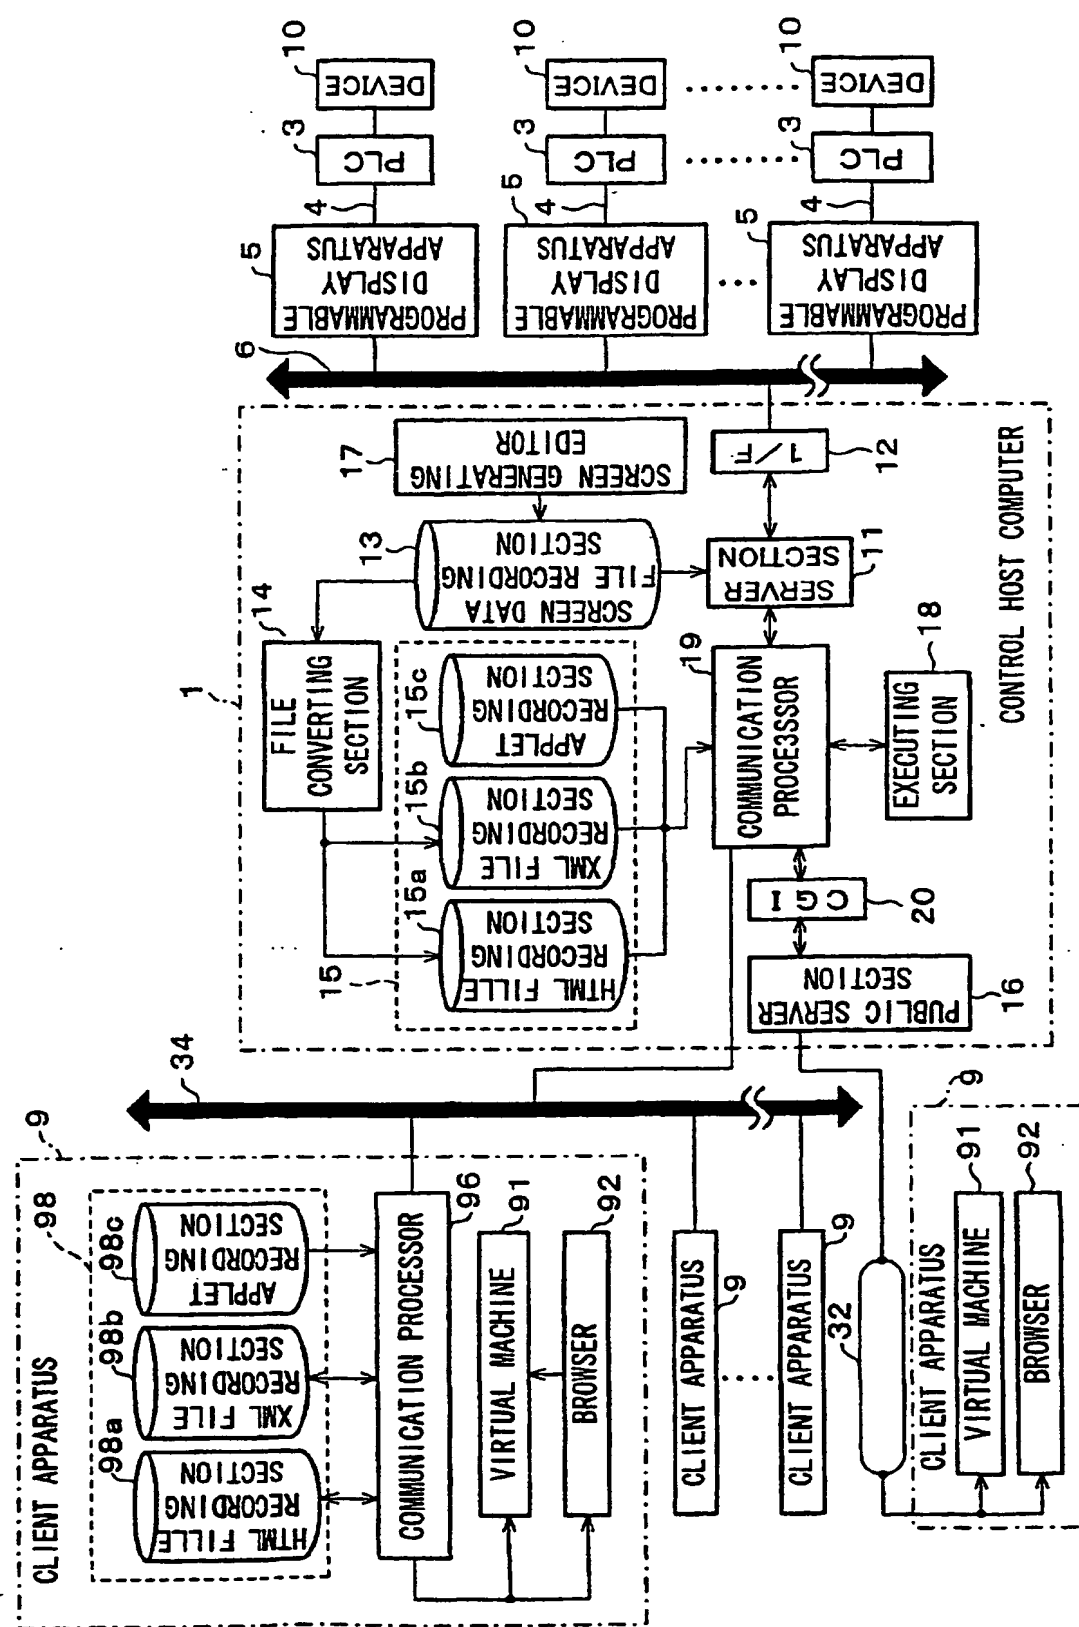 CLIENT APPARATUS
9
98
98a
98b
98c
HTML FILLE
RECORDING
SECTION
XML FILE
RECORDING
SECTION
APPLET
RECORDING
SECTION
COMMUNICATION PROCESSOR
96
VIRTUAL MACHINE
91
BROWSER
92
34
CLIENT APPARATUS
9
CLIENT APPARATUS
9
32
CLIENT APPARATUS
9
VIRTUAL MACHINE
91
BROWSER
92
1
FILE
CONVERTING
SECTION
14
15
15a
15b
15c
HTML FILLE
RECORDING
SECTION
XML FILE
RECORDING
SECTION
APPLET
RECORDING
SECTION
SCREEN DATA
FILE RECORDING
SECTION
13
SCREEN GENERATING
EDITOR
17
PUBLIC SERVER
SECTION
16
CGI
20
COMMUNICATION
PROCE3SSOR
19
EXECUTING
SECTION
18
SERVER
SECTION
11
1/F
12
CONTROL HOST COMPUTER
6
PROGRAMMABLE
DISPLAY
APPARATUS
5
4
PLC
3
DEVICE
10
PROGRAMMABLE
DISPLAY
APPARATUS
5
4
PLC
3
DEVICE
10
PROGRAMMABLE
DISPLAY
APPARATUS
5
4
PLC
3
DEVICE
10